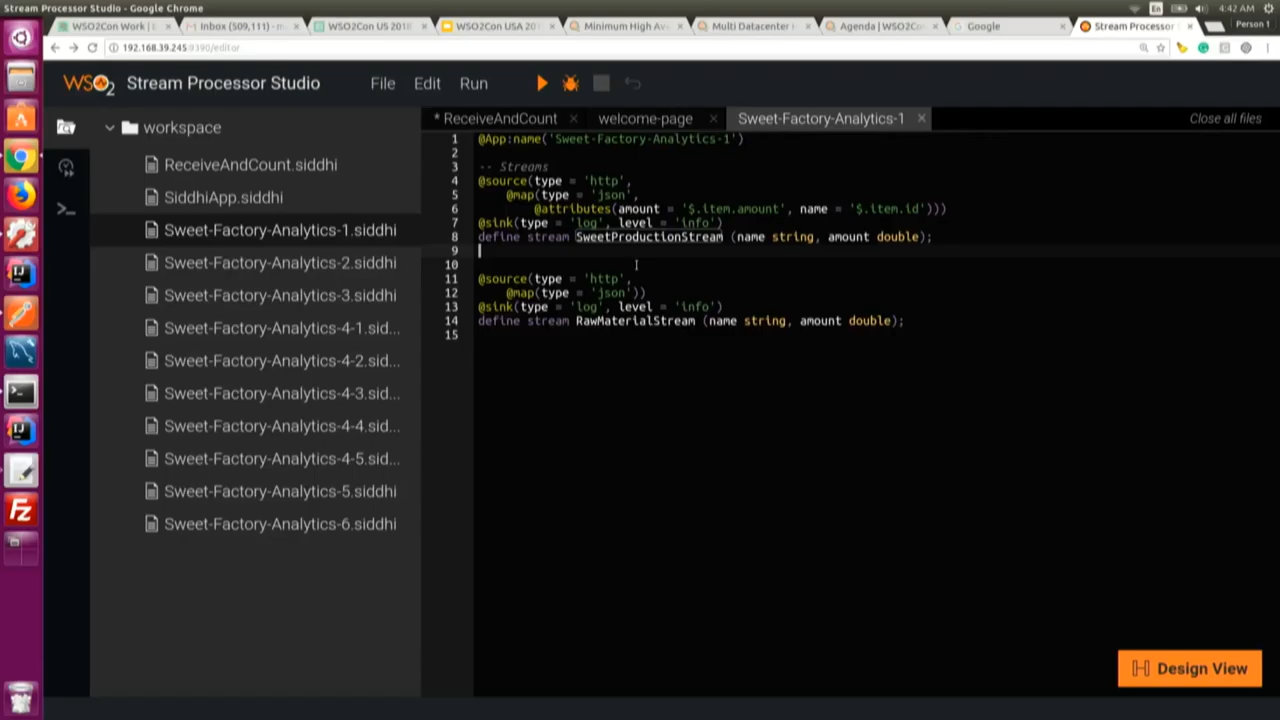 Stream Processor Studio - Google Chrome
En
4:42 AM
WSO2Con Work | E
Inbox (509,111) - m
WSO2Con US 2018
WSO2Con USA 201
Minimum High Av
Multi Datacenter
Agenda | WSO2Co
Google
Stream Processor
Person 1
192.168.39.245:9390/editor
WSO2 Stream Processor Studio
File Edit Run
workspace
ReceiveAndCount.siddhi
SiddhiApp.siddhi
Sweet-Factory-Analytics-1.siddhi
Sweet-Factory-Analytics-2.siddhi
Sweet-Factory-Analytics-3.siddhi
Sweet-Factory-Analytics-4-1.sid...
Sweet-Factory-Analytics-4-2.sid...
Sweet-Factory-Analytics-4-3.sid...
Sweet-Factory-Analytics-4-4.sid...
Sweet-Factory-Analytics-4-5.sid...
Sweet-Factory-Analytics-5.siddhi
Sweet-Factory-Analytics-6.siddhi
* ReceiveAndCount
welcome-page
Sweet-Factory-Analytics-1
Close all files
1 @App:name('Sweet-Factory-Analytics-1')
2
3 -- Streams
4 @source(type = 'http',
5 @map(type = 'json',
6 @attributes(amount = '$.item.amount', name = '$.item.id')))
7 @sink(type = 'log', level = 'info')
8 define stream SweetProductionStream (name string, amount double);
9
10
11 @source(type = 'http',
12 @map(type = 'json'))
13 @sink(type = 'log', level = 'info')
14 define stream RawMaterialStream (name string, amount double);
15
Design View